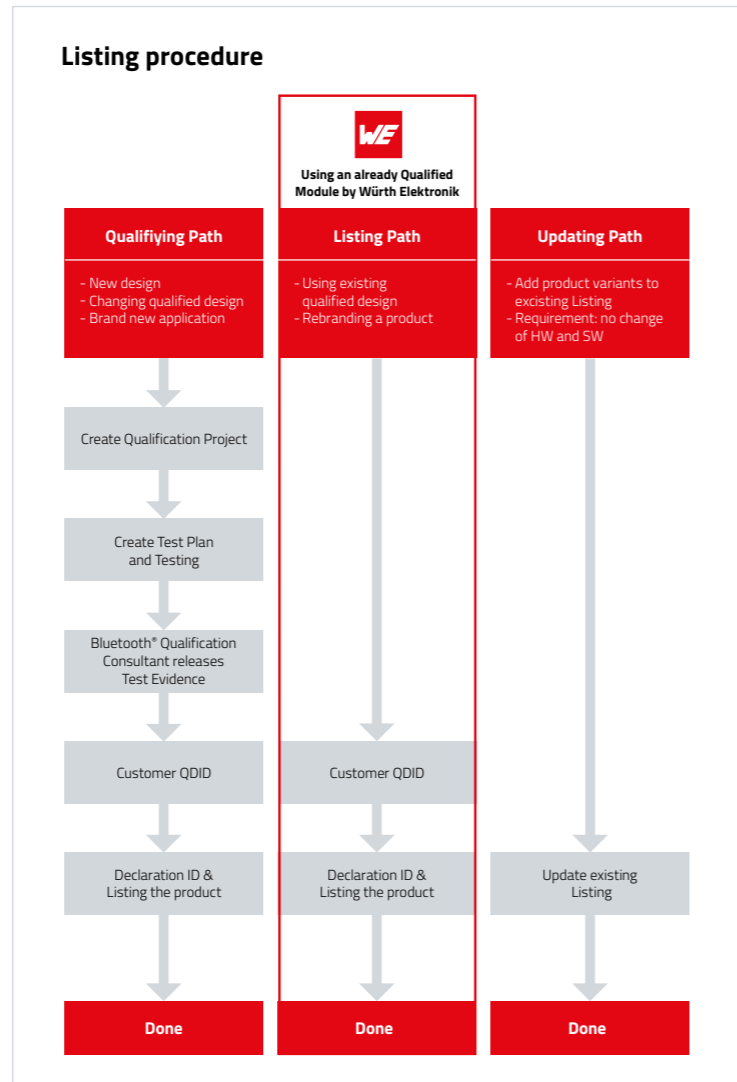 Listing procedure
WE
Using an already Qualified
Module by Würth Elektronik
Qualifiying Path
- New design
- Changing qualified design
- Brand new application
Create Qualification Project
Create Test Plan
and Testing
Bluetooth® Qualification
Consultant releases
Test Evidence
Customer QDID
Declaration ID &
Listing the product
Done
Listing Path
- Using existing
qualified design
- Rebranding a product
Customer QDID
Declaration ID &
Listing the product
Done
Updating Path
- Add product variants to
excisting Listing
- Requirement: no change
of HW and SW
Update existing
Listing
Done